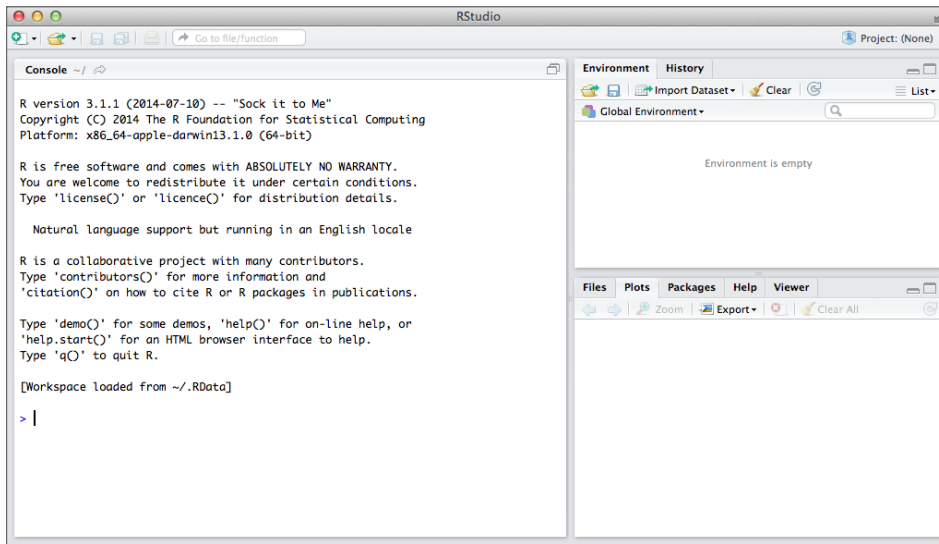 RStudio
Go to file/function
Project: (None)
Console ~/
R version 3.1.1 (2014-07-10) -- "Sock it to Me"
Copyright (C) 2014 The R Foundation for Statistical Computing
Platform: x86_64-apple-darwin13.1.0 (64-bit)
R is free software and comes with ABSOLUTELY NO WARRANTY.
You are welcome to redistribute it under certain conditions.
Type 'license()' or 'licence()' for distribution details.
Natural language support but running in an English locale
R is a collaborative project with many contributors.
Type 'contributors()' for more information and
'citation()' on how to cite R or R packages in publications.
Type 'demo()' for some demos, 'help()' for on-line help, or
'help.start()' for an HTML browser interface to help.
Type 'q()' to quit R.
[Workspace loaded from ~/.RData]
>
Environment History
Import Dataset Clear List
Global Environment
Environment is empty
Files Plots Packages Help Viewer
Zoom Export Clear All